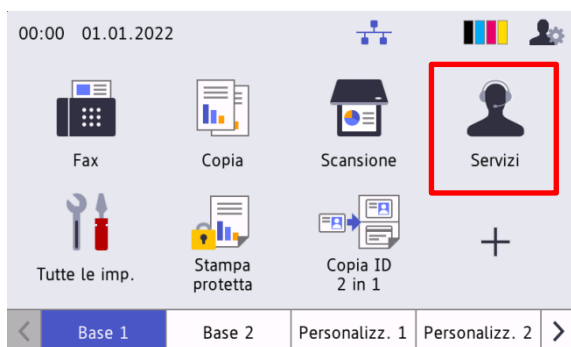 00:00 01.01.2022
Fax Copia Scansione Servizi
Tutte le imp. Stampa protetta Copia ID 2 in 1
Base 1 Base 2 Personalizz. 1 Personalizz. 2